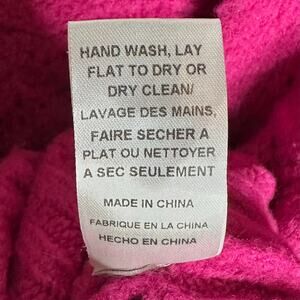 HAND WASH, LAY
FLAT TO DRY OR
DRY CLEAN/
LAVAGE DES MAINS,
FAIRE SECHER A
PLAT OU NETTOYER
A SEC SEULEMENT
MADE IN CHINA
FABRIQUE EN LA CHINA
HECHO EN CHINA